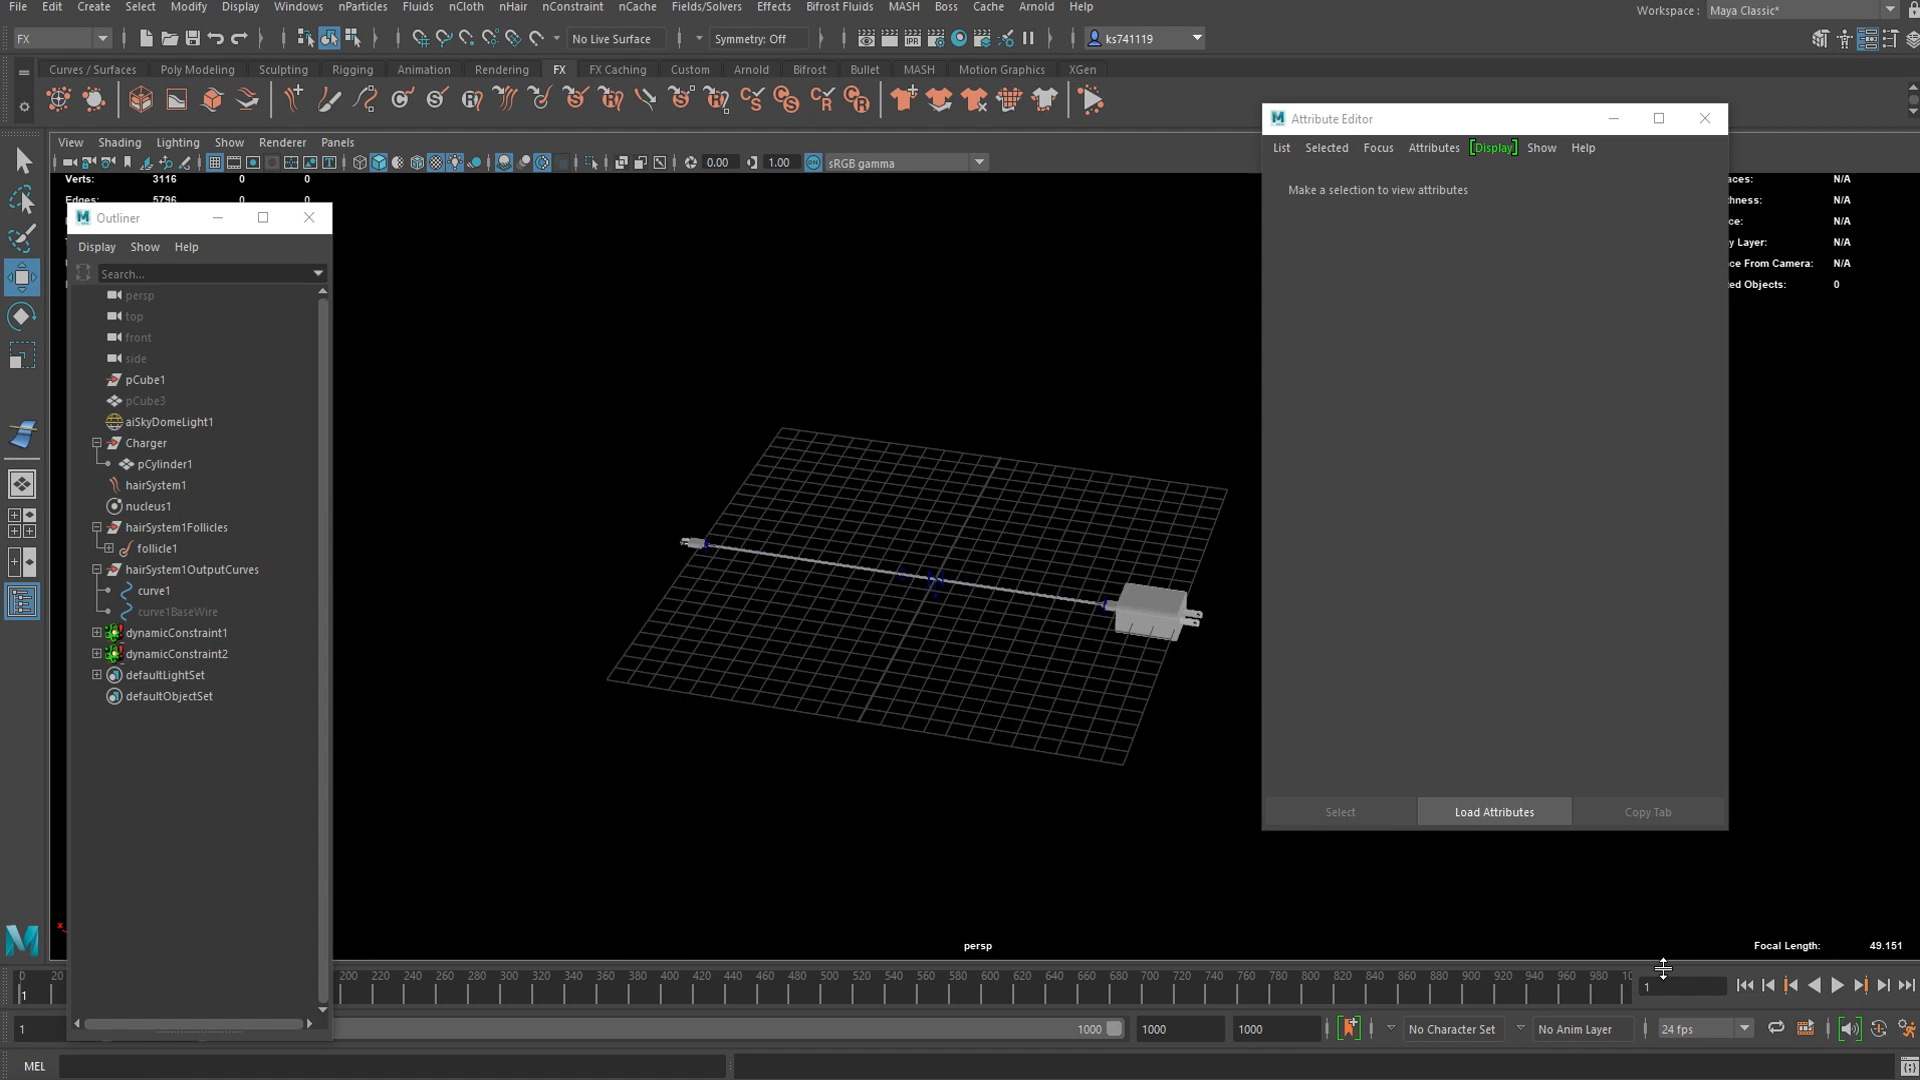 File Edit Create Select Modify Display Windows nParticles Fluids nCloth nHair nConstraint nCache Fields/Solvers Effects Bifrost Fluids MASH Boss Cache Arnold Help
Workspace : Maya Classic*
FX No Live Surface Symmetry: Off IPR ks741119
Curves / Surfaces Poly Modeling Sculpting Rigging Animation Rendering FX FX Caching Custom Arnold Bifrost Bullet MASH Motion Graphics XGen
View Shading Lighting Show Renderer Panels
0.00 1.00 ON sRGB gamma
Verts: 3116 0 0
Edges: 5796 0 0
Outliner
Display Show Help
Search...
persp
top
front
side
pCube1
pCube3
aiSkyDomeLight1
Charger
pCylinder1
hairSystem1
nucleus1
hairSystem1Follicles
follicle1
hairSystem1OutputCurves
curve1
curve1BaseWire
dynamicConstraint1
dynamicConstraint2
defaultLightSet
defaultObjectSet
Attribute Editor
List Selected Focus Attributes [Display] Show Help
Make a selection to view attributes
Select Load Attributes Copy Tab
aces: N/A
hness: N/A
ce: N/A
y Layer: N/A
ce From Camera: N/A
ed Objects: 0
N
x
persp
Focal Length: 49.151
0 20 200 220 240 260 280 300 320 340 360 380 400 420 440 460 480 500 520 540 560 580 600 620 640 660 680 700 720 740 760 780 800 820 840 860 880 900 920 940 960 980 10
1
1
1 1000 1000 1000 No Character Set No Anim Layer 24 fps
MEL